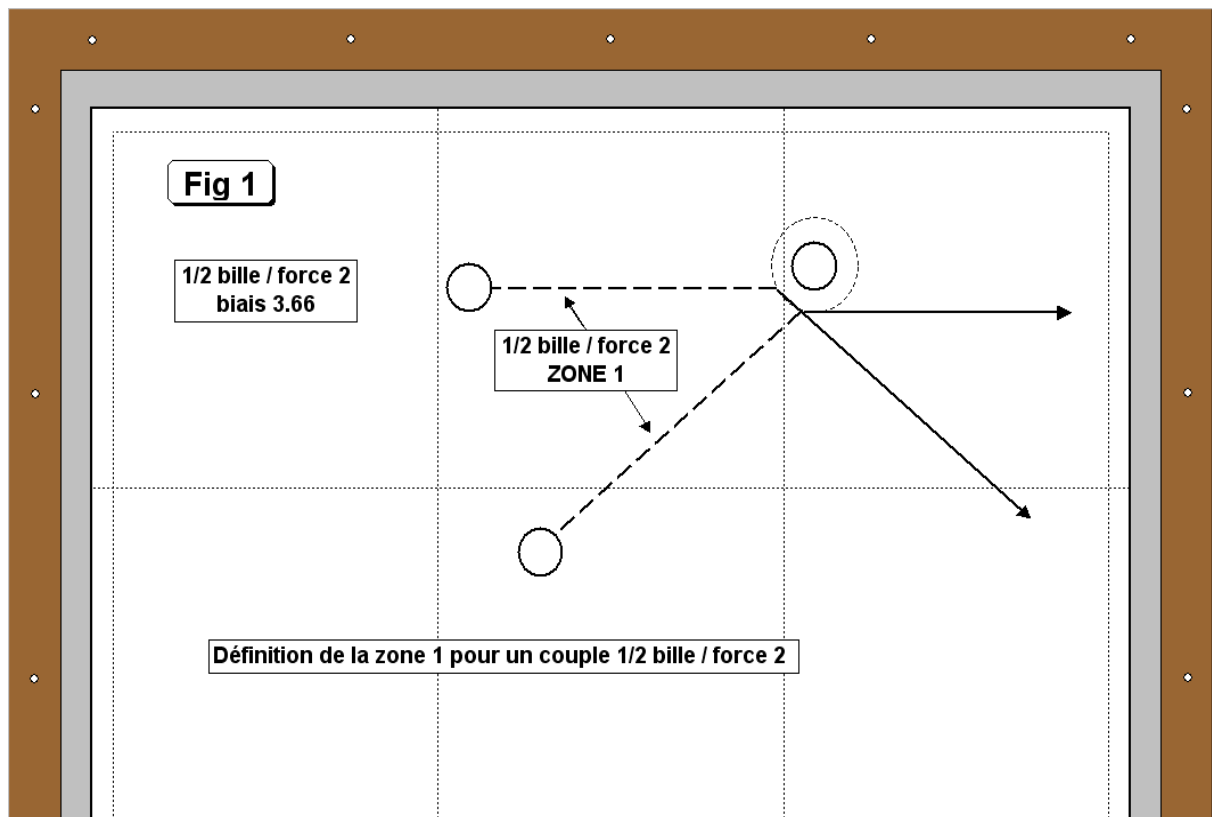 Fig 1
1/2 bille / force 2
biais 3.66
1/2 bille / force 2
ZONE 1
Définition de la zone 1 pour un couple 1/2 bille / force 2